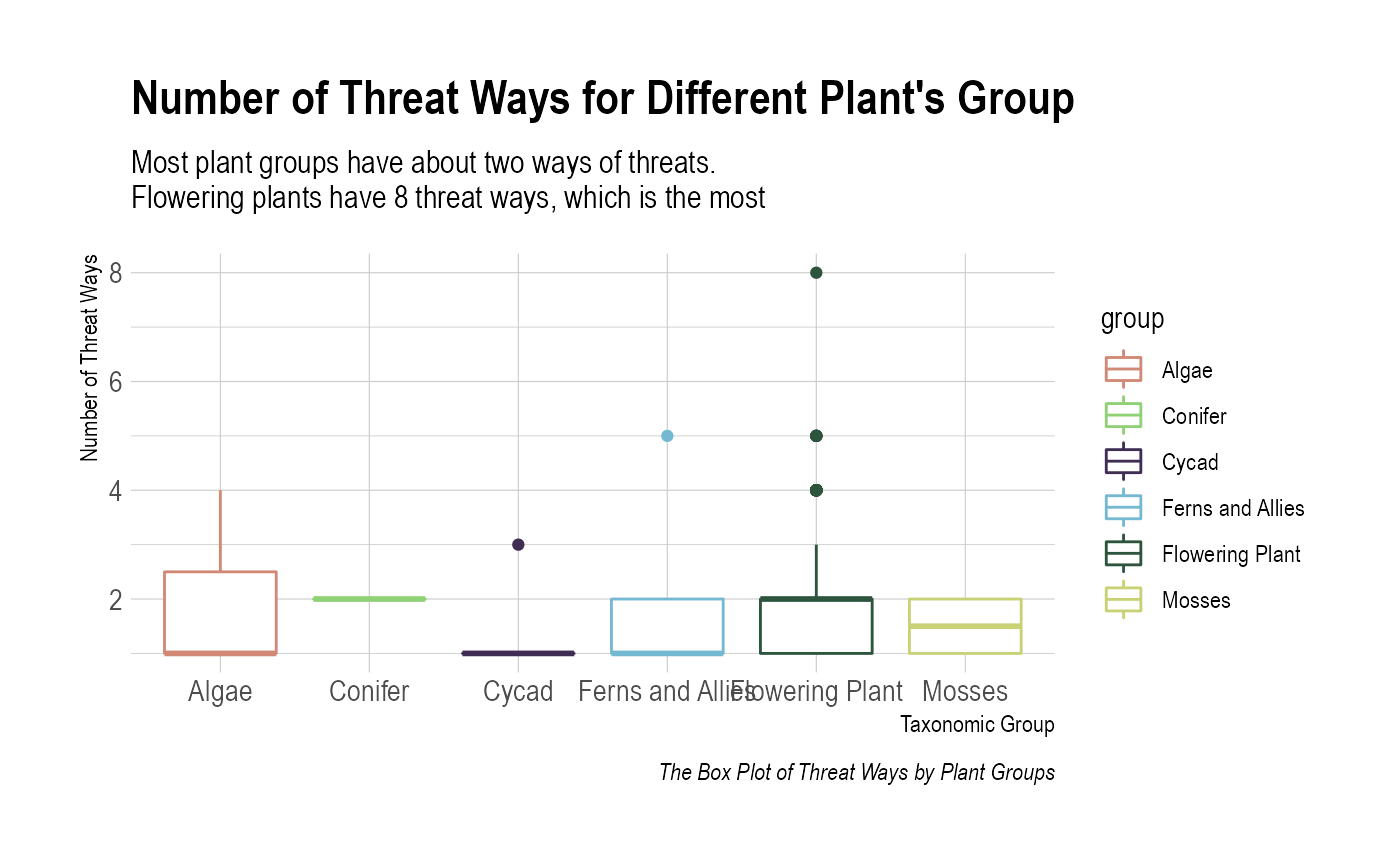 Number of Threat Ways for Different Plant's Group
Most plant groups have about two ways of threats.
Flowering plants have 8 threat ways, which is the most
Number of Threat Ways
8
6
4
2
Algae
Conifer
Cycad
Ferns and Allies
Flowering Plant
Mosses
Taxonomic Group
The Box Plot of Threat Ways by Plant Groups
group
Algae
Conifer
Cycad
Ferns and Allies
Flowering Plant
Mosses